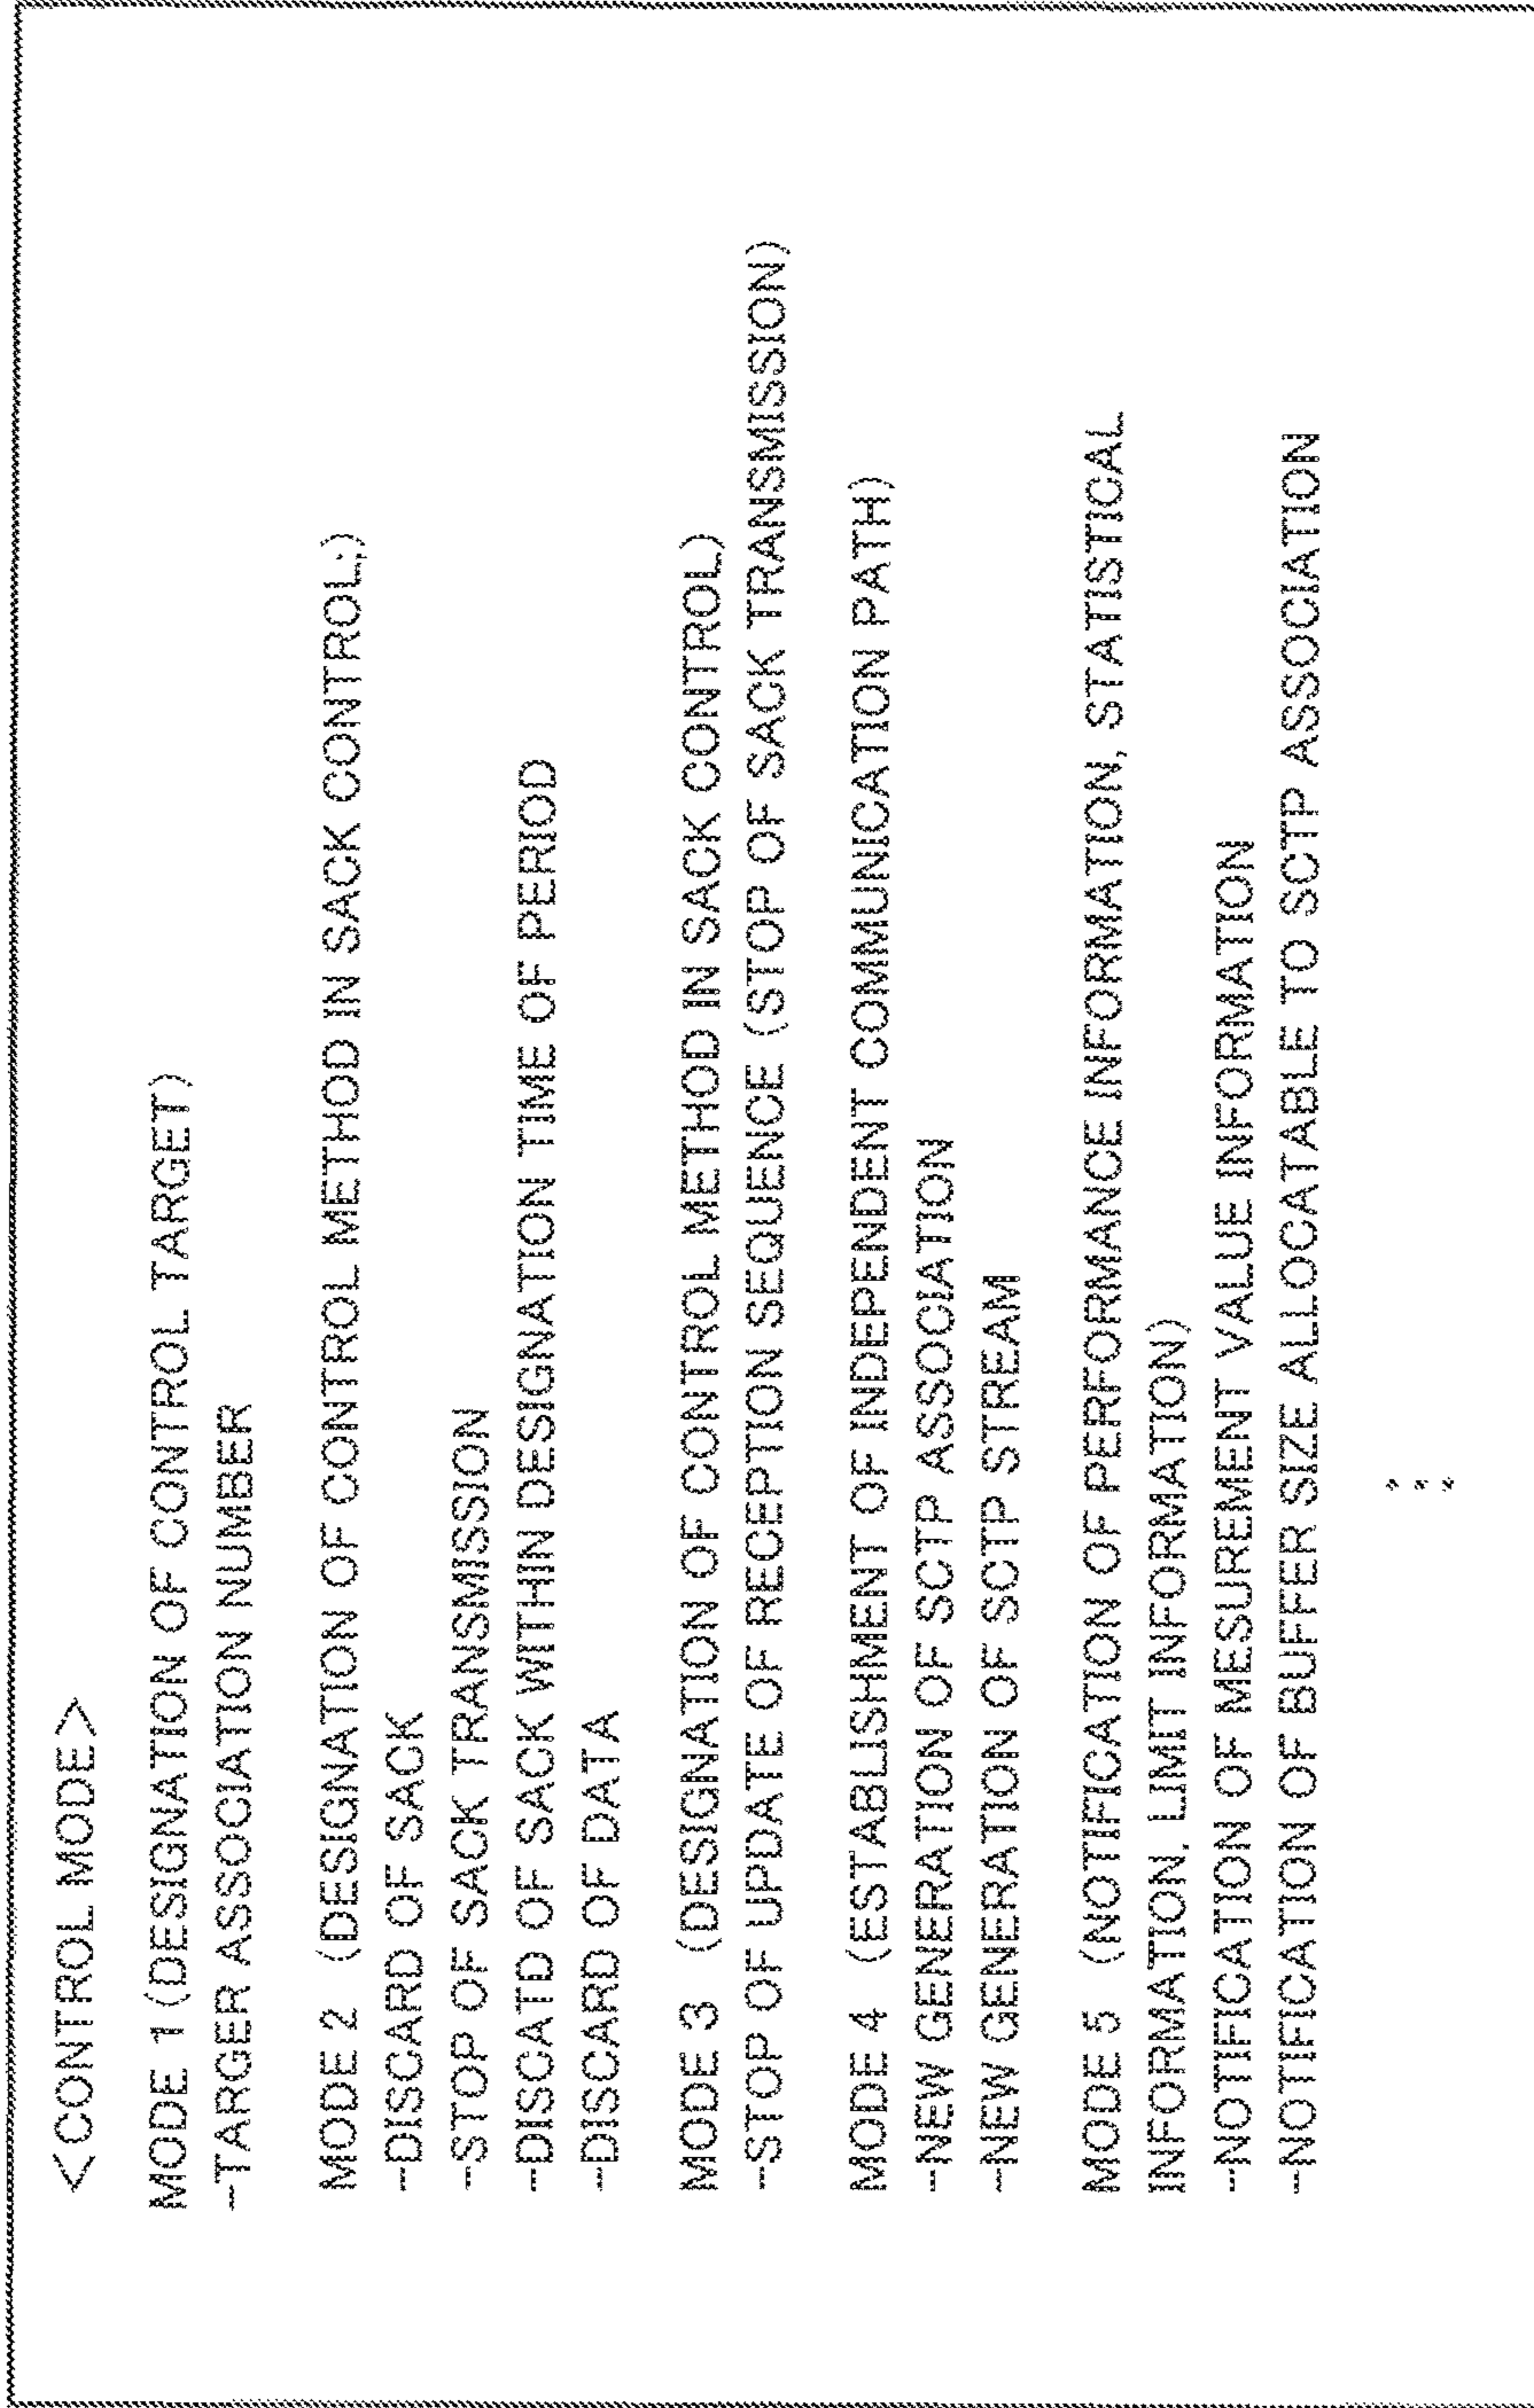 <CONTROL MODE>
MODE 1 (DESIGNATION OF CONTROL TARGET)
--TARGER ASSOCIATION NUMBER
MODE 2 (DESIGNATION OF CONTROL METHOD IN SACK CONTROL;)
--DISCARD OF SACK
--STOP OF SACK TRANSMISSION
--DISCATD OF SACK WITHIN DESIGNATION TIME OF PERIOD
--DISCARD OF DATA
MODE 3 (DESIGNATION OF CONTROL METHOD IN SACK CONTROL)
--STOP OF UPDATE OF RECEPTION SEQUENCE (STOP OF SACK TRANSMISSION)
MODE 4 (ESTABLISHMENT OF INDEPENDENT COMMUNICATION PATH)
--NEW GENERATION OF SCTP ASSOCIATION
--NEW GENERATION OF SCTP STREAM
MODE 5 (NOTIFICATION OF PERFORMANCE INFORMATION, STATISTICAL
INFORMATION, LIMIT INFORMATION)
--NOTIFICATION OF MESUREMENT VALUE INFORMATION
--NOTIFICATION OF BUFFER SIZE ALLOCATABLE TO SCTP ASSOCIATION